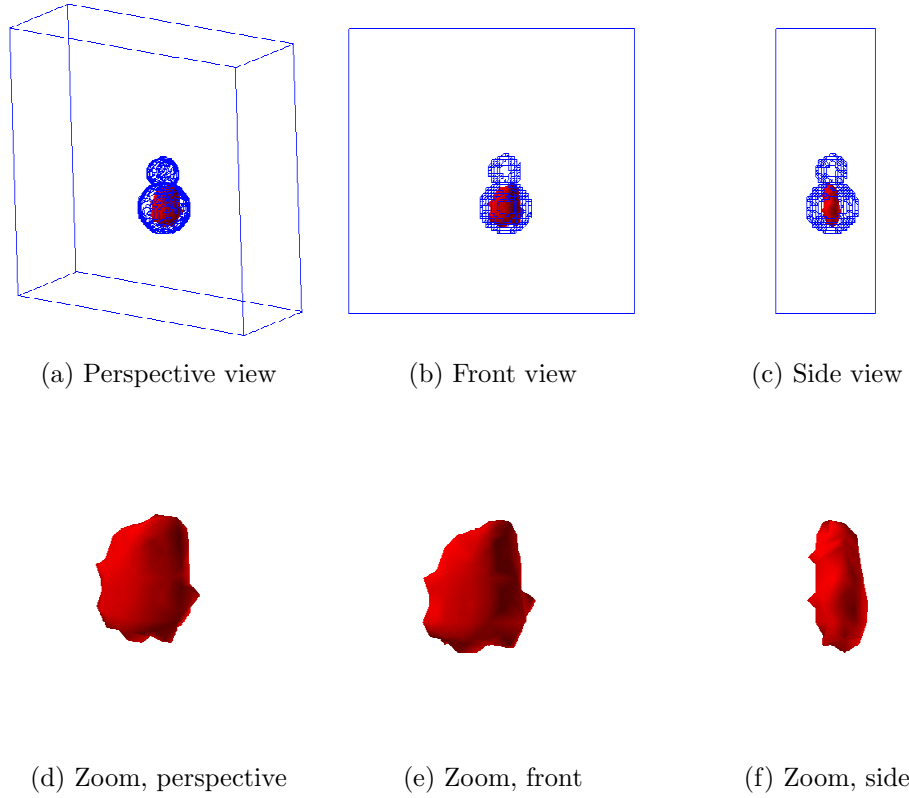 (a) Perspective view
(b) Front view
(c) Side view
(d) Zoom, perspective
(e) Zoom, front
(f) Zoom, side